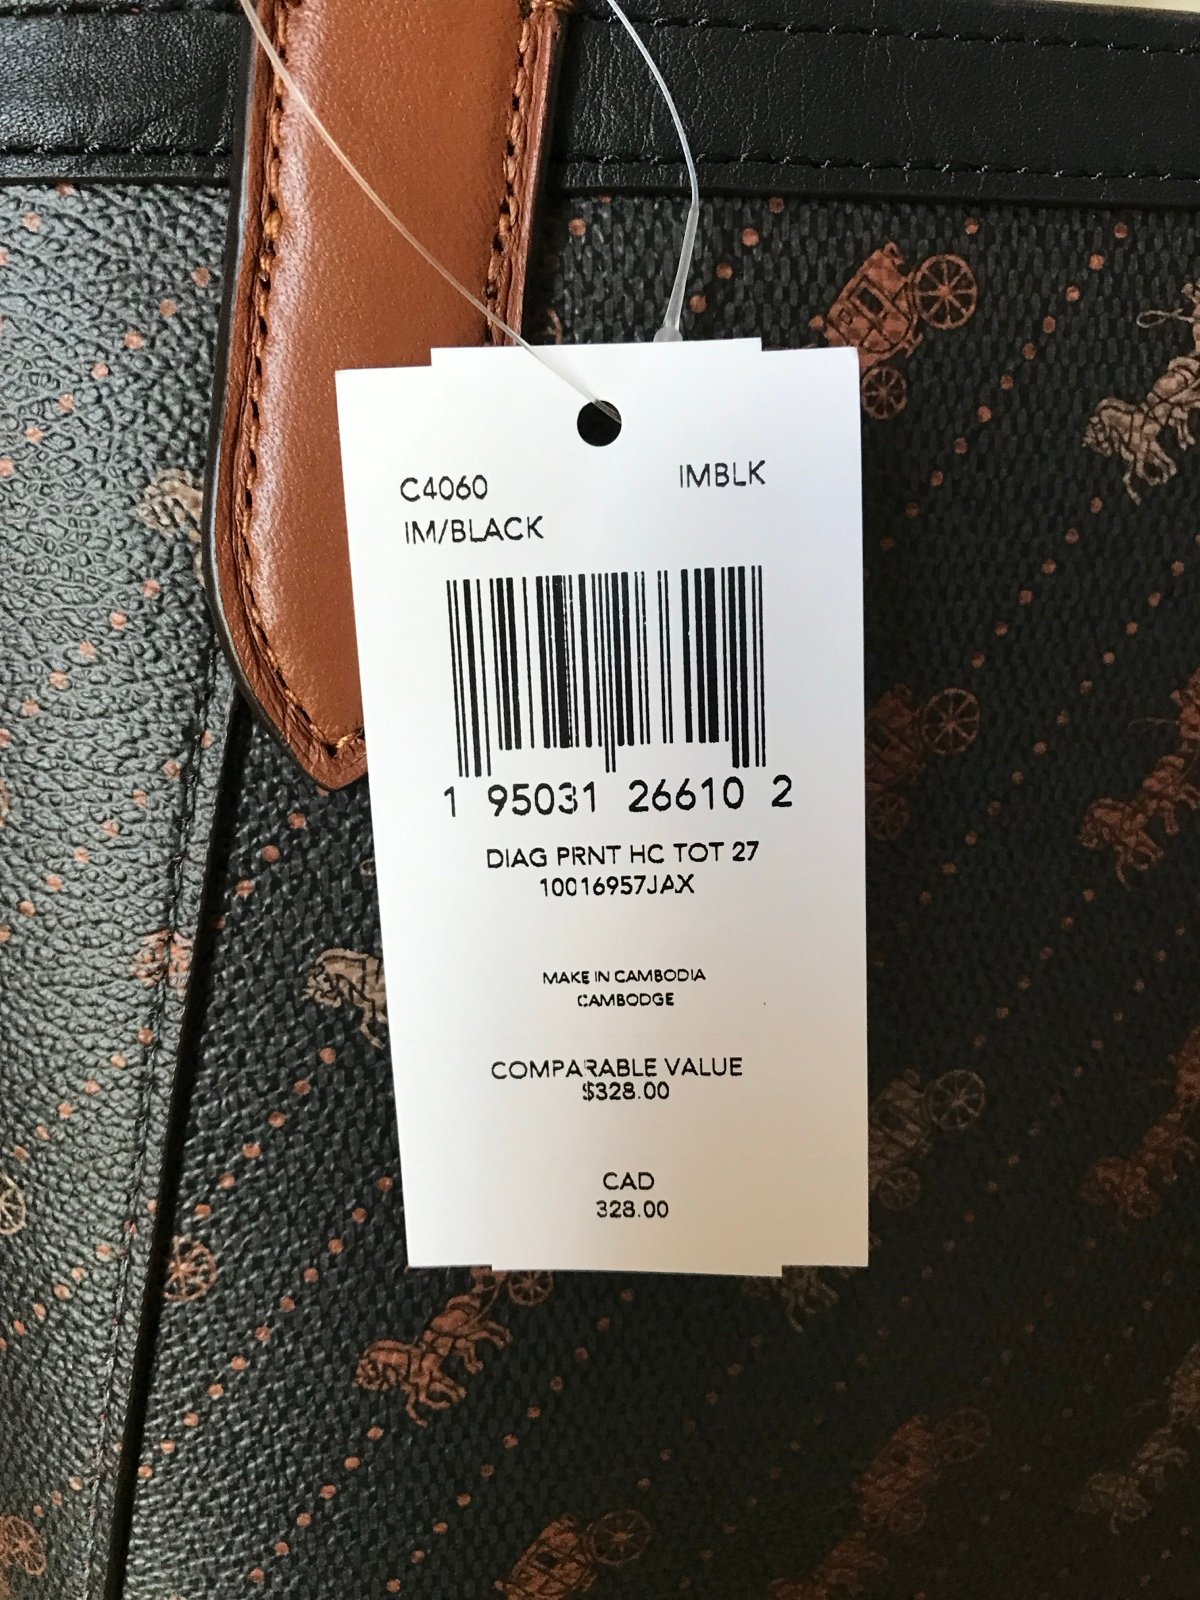 C4060 IMBLK
IM/BLACK
1 95031 26610 2
DIAG PRNT HC TOT 27
10016957JAX
MAKE IN CAMBODIA
CAMBODGE
COMPARABLE VALUE
$328.00
CAD
328.00